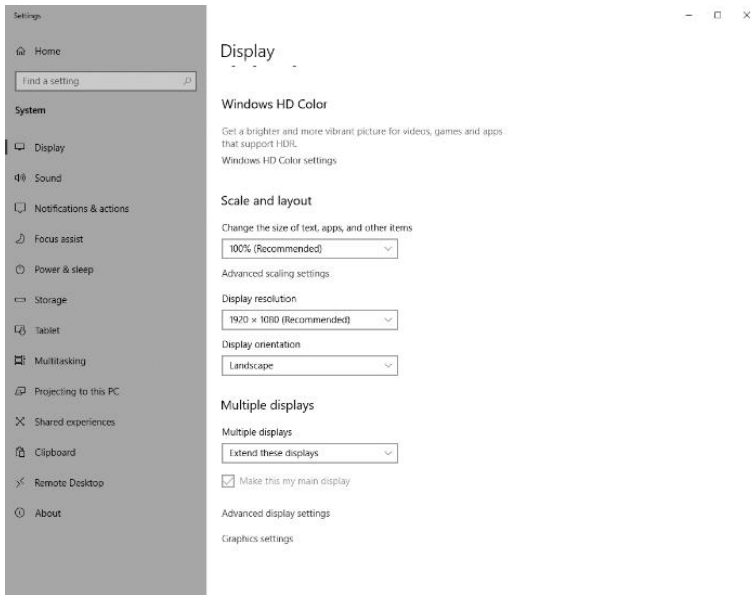 Settings
Home
Find a setting
System
Display
Sound
Notifications & actions
Focus assist
Power & sleep
Storage
Tablet
Multitasking
Projecting to this PC
Shared experiences
Clipboard
Remote Desktop
About
Display
Windows HD Color
Get a brighter and more vibrant picture for videos, games and apps
that support HDR.
Windows HD Color settings
Scale and layout
Change the size of text, apps, and other items
100% (Recommended)
Advanced scaling settings
Display resolution
1920 × 1080 (Recommended)
Display orientation
Landscape
Multiple displays
Multiple displays
Extend these displays
Make this my main display
Advanced display settings
Graphics settings